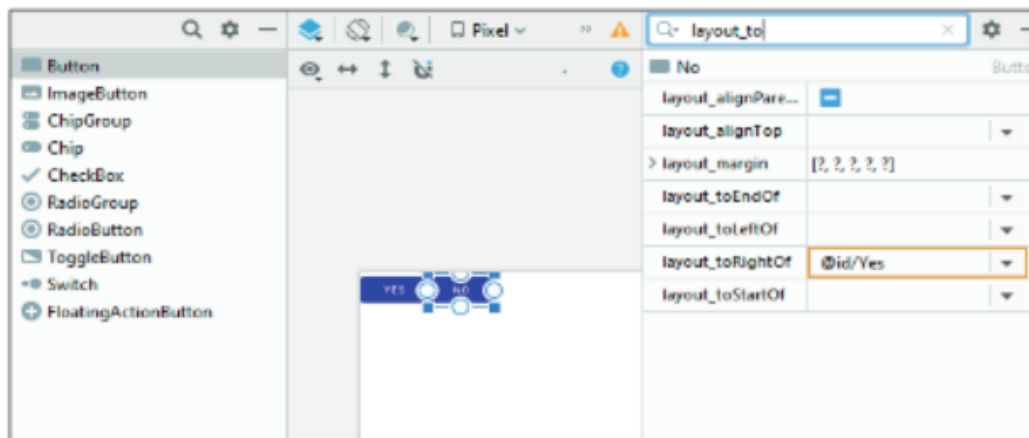 Pixel
layout_to
Button
ImageButton
ChipGroup
Chip
CheckBox
RadioGroup
RadioButton
ToggleButton
Switch
FloatingActionButton
YES
NO
No
Butto
layout_alignPare...
layout_alignTop
layout_margin [?, ?, ?, ?, ?]
layout_toEndOf
layout_toLeftOf
layout_toRightOf @id/Yes
layout_toStartOf